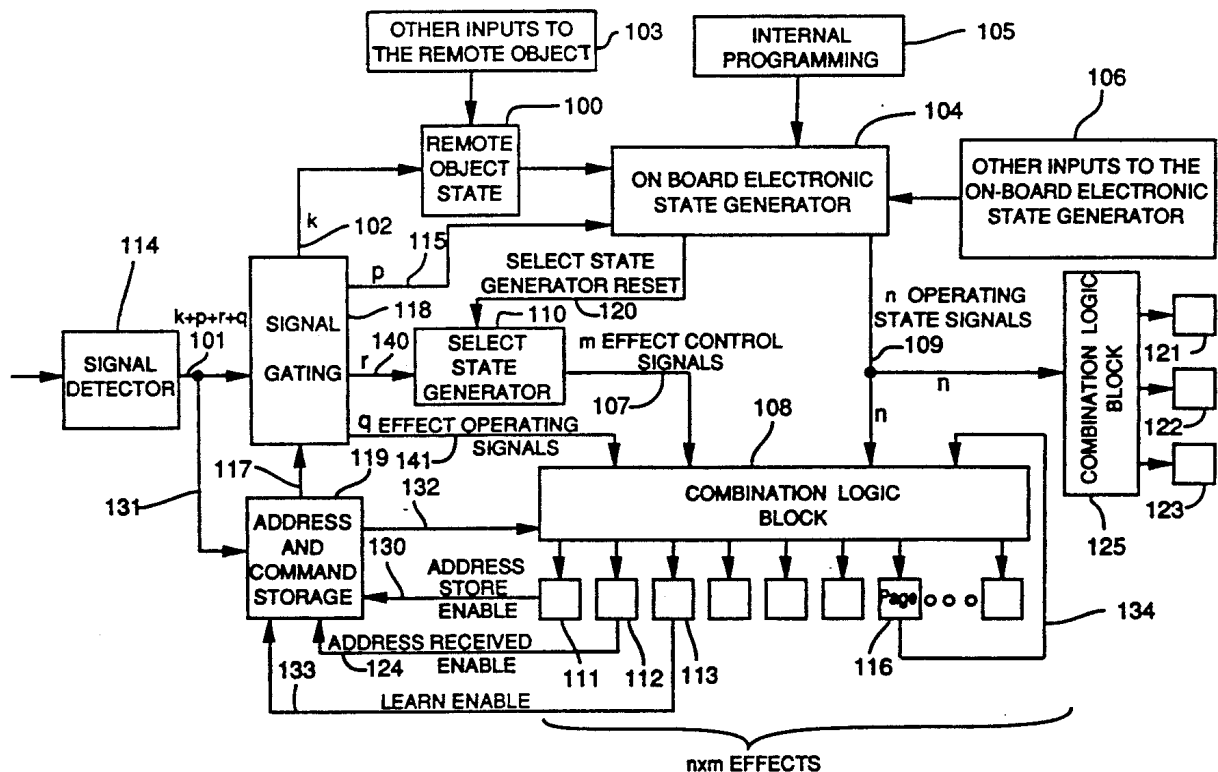 OTHER INPUTS TO
THE REMOTE OBJECT
103
INTERNAL
PROGRAMMING
105
100
104
106
REMOTE
OBJECT
STATE
ON BOARD ELECTRONIC
STATE GENERATOR
OTHER INPUTS TO THE
ON-BOARD ELECTRONIC
STATE GENERATOR
k
102
115
p
114
118
SELECT STATE
GENERATOR RESET
120
110
n OPERATING
STATE SIGNALS
109
n
n
k+p+r+q
101
SIGNAL
DETECTOR
SIGNAL
GATING
r
140
SELECT
STATE
GENERATOR
m EFFECT CONTROL
SIGNALS
107
COMBINATION LOGIC
BLOCK
121
122
123
125
q EFFECT OPERATING
SIGNALS
141
108
117
119
131
132
COMBINATION LOGIC
BLOCK
ADDRESS
AND
COMMAND
STORAGE
130
ADDRESS
STORE
ENABLE
Page
134
ADDRESS RECEIVED
ENABLE
124
111
112
113
116
133
LEARN ENABLE
nxm EFFECTS